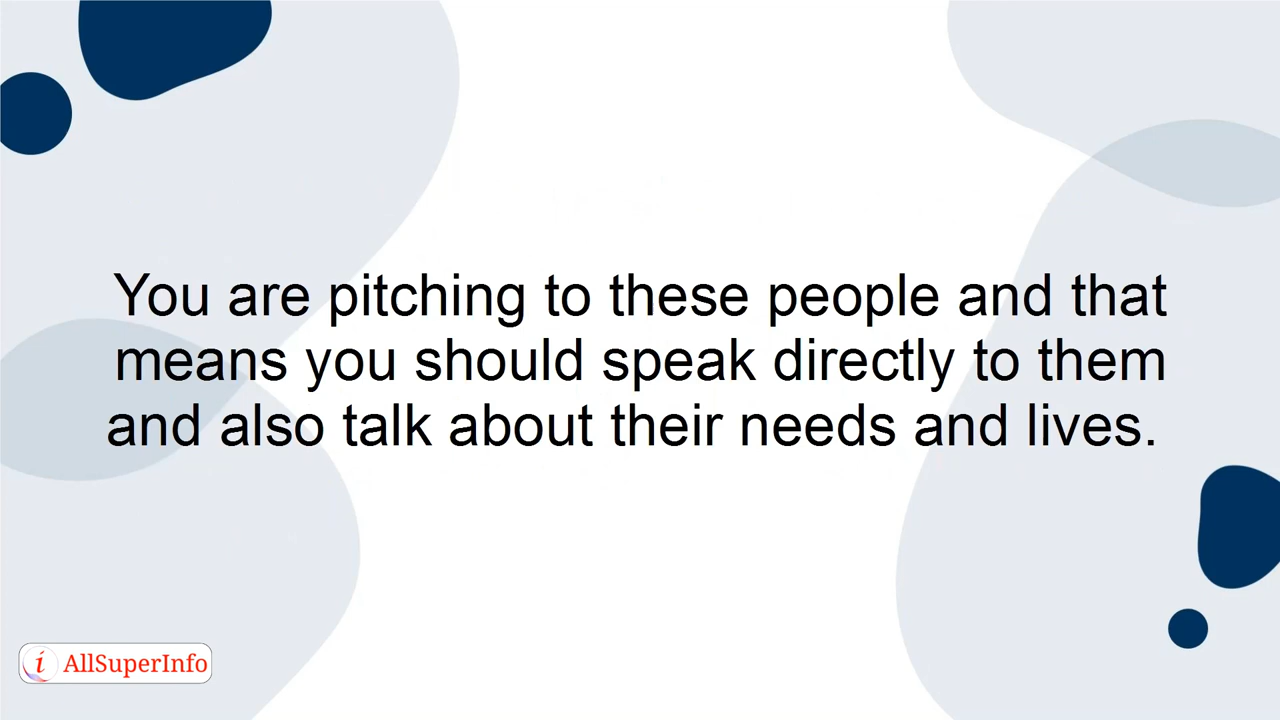 You are pitching to these people and that
means you should speak directly to them
and also talk about their needs and lives.
i AllSuperInfo